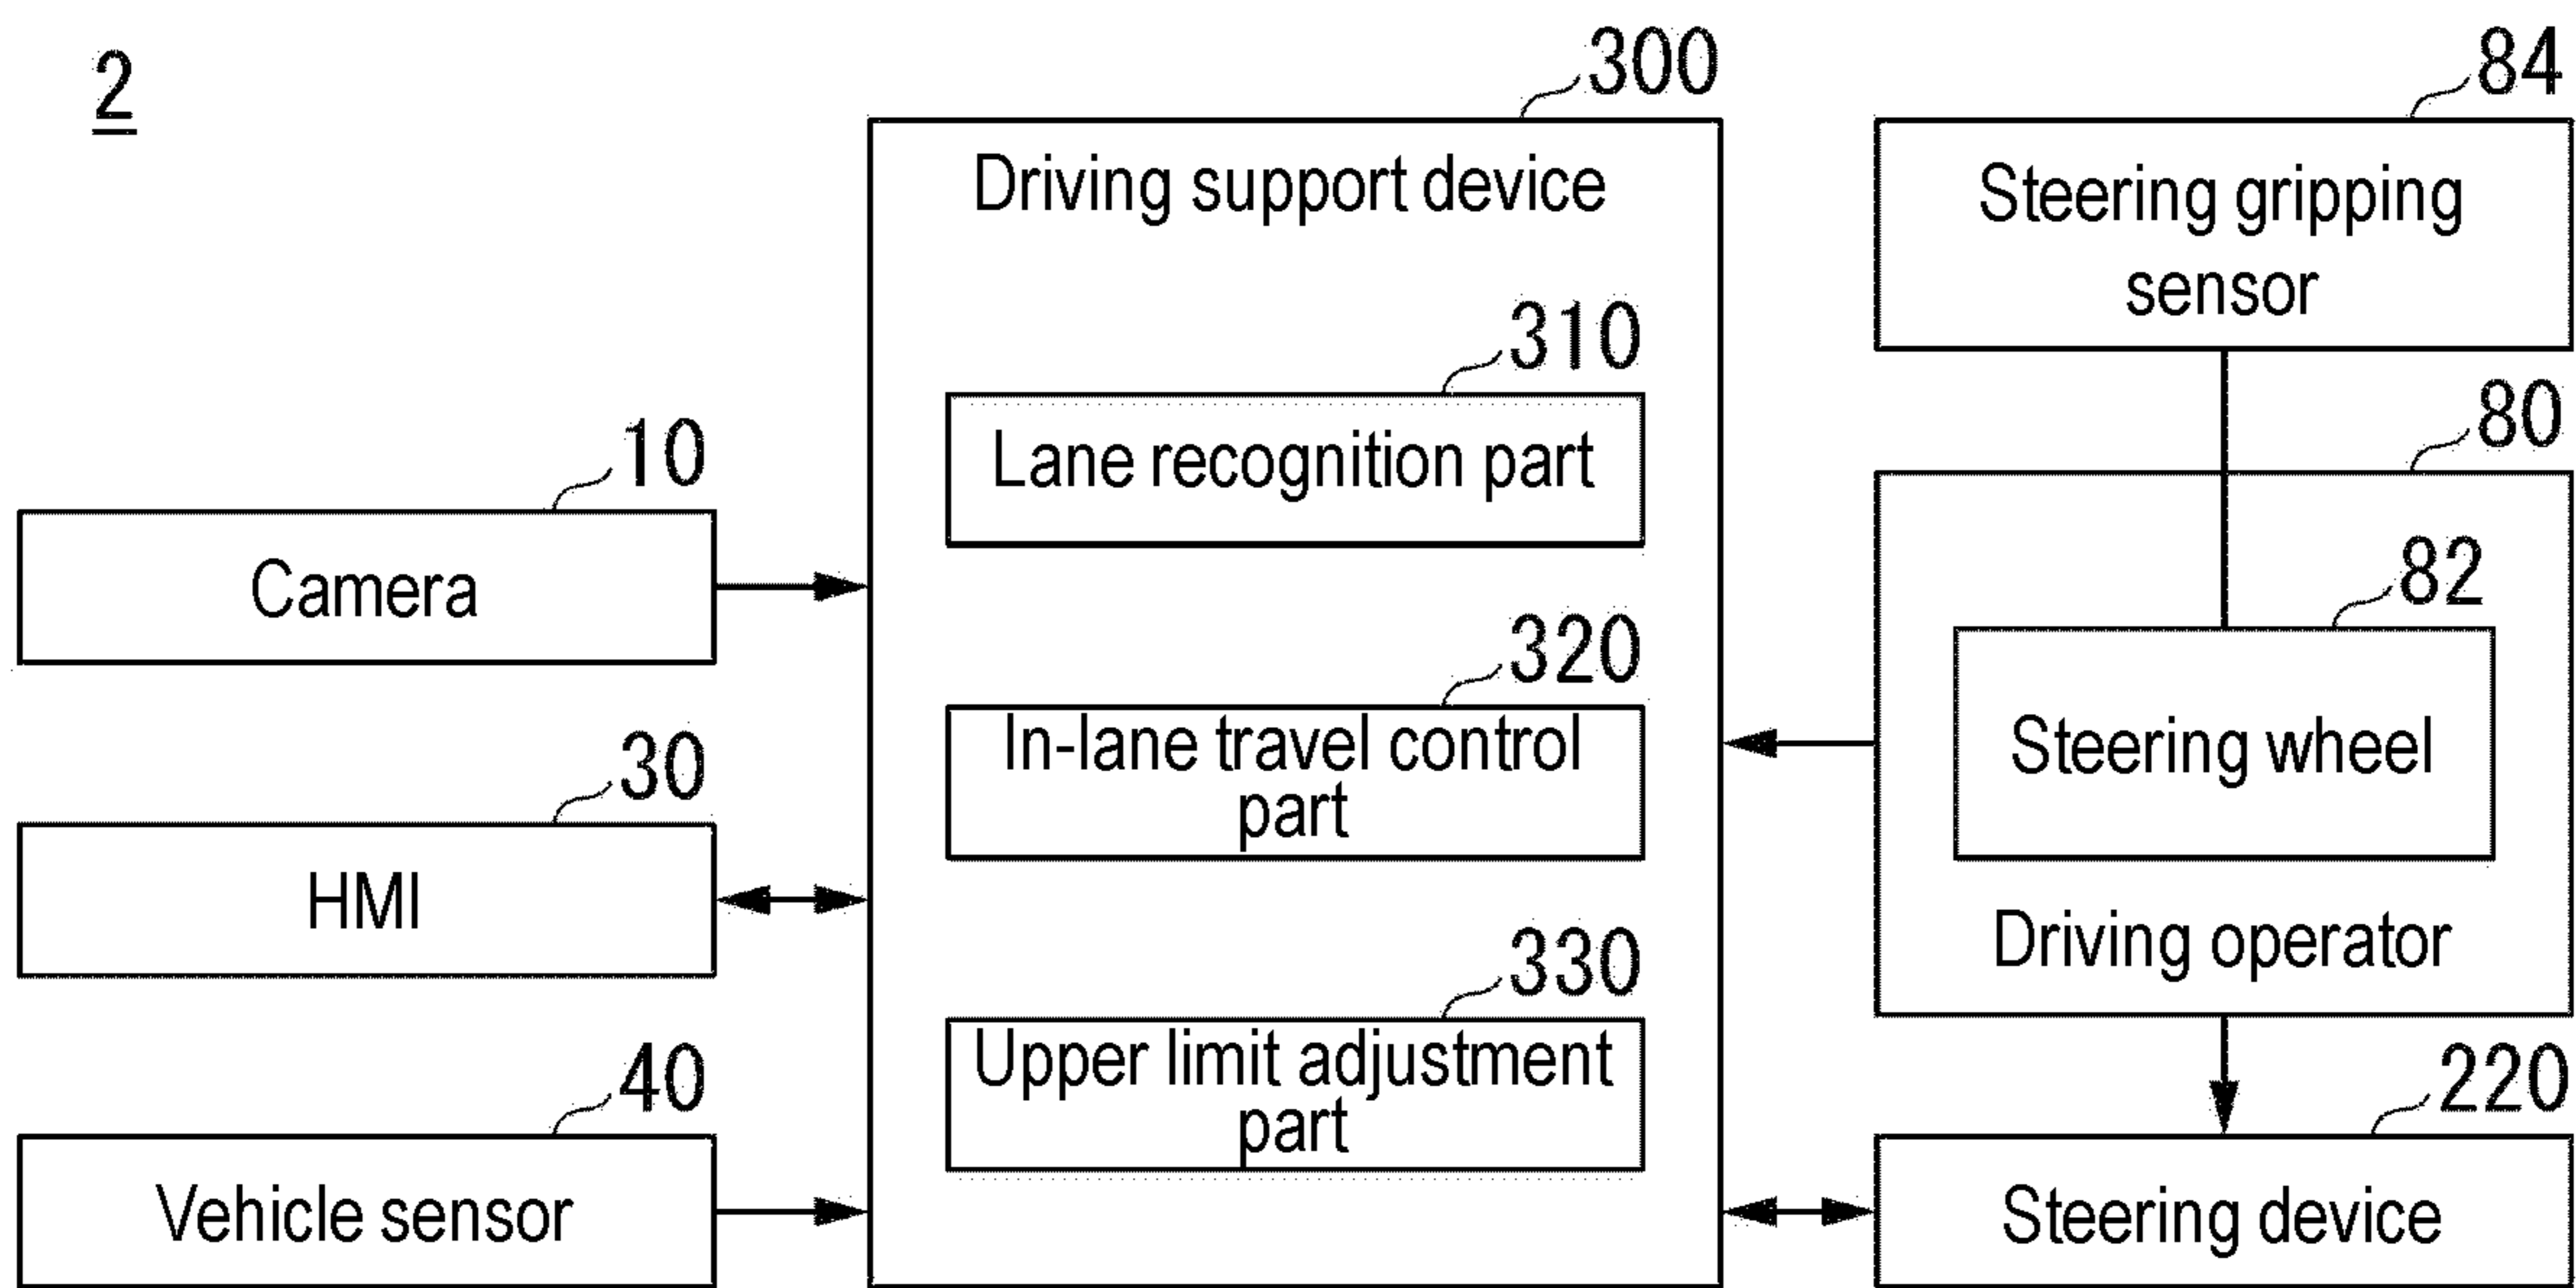 2
300
Driving support device
310
Lane recognition part
320
In-lane travel control
part
330
Upper limit adjustment
part
10
Camera
30
HMI
40
Vehicle sensor
84
Steering gripping
sensor
80
82
Steering wheel
Driving operator
220
Steering device